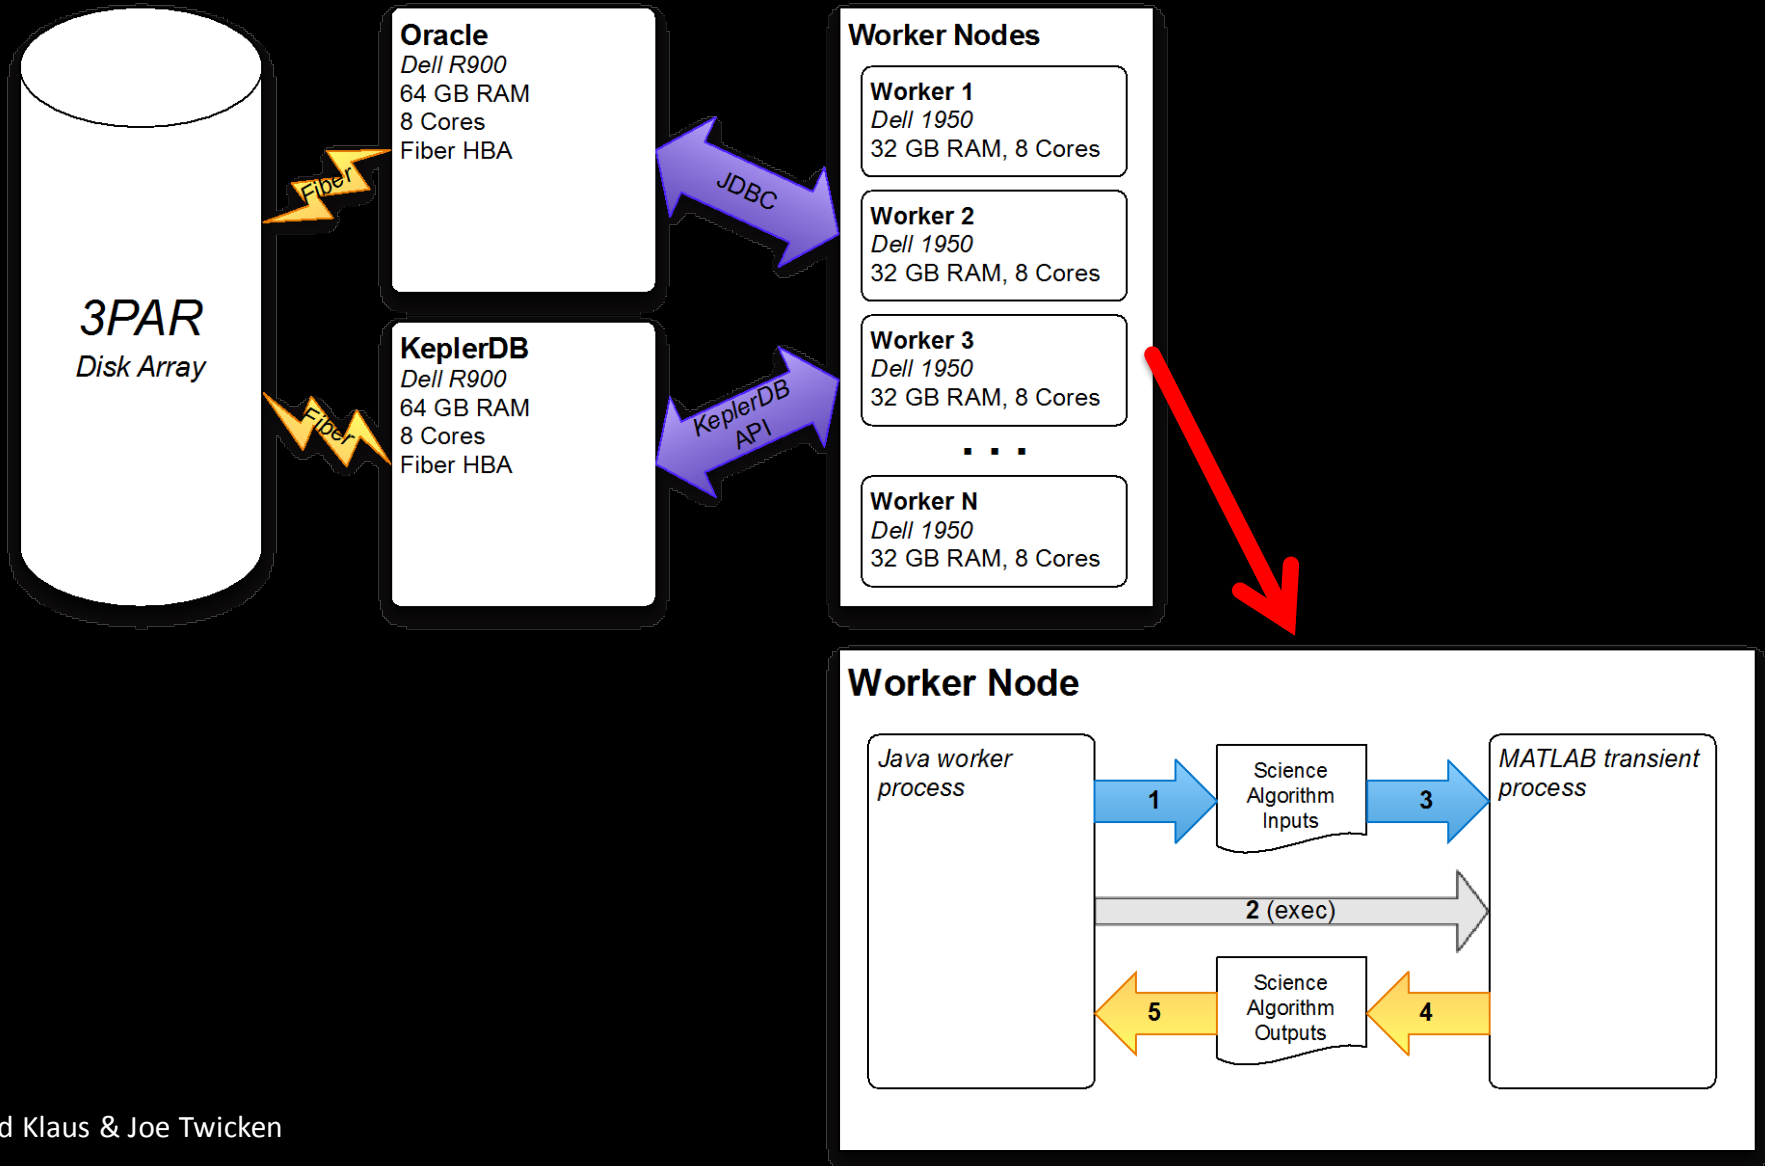 3PAR
Disk Array
Fiber
Fiber
Oracle
Dell R900
64 GB RAM
8 Cores
Fiber HBA
KeplerDB
Dell R900
64 GB RAM
8 Cores
Fiber HBA
JDBC
KeplerDB
API
Worker Nodes
Worker 1
Dell 1950
32 GB RAM, 8 Cores
Worker 2
Dell 1950
32 GB RAM, 8 Cores
Worker 3
Dell 1950
32 GB RAM, 8 Cores
. . .
Worker N
Dell 1950
32 GB RAM, 8 Cores
Worker Node
Java worker
process
1
Science
Algorithm
Inputs
3
MATLAB transient
process
2 (exec)
5
Science
Algorithm
Outputs
4
Klaus & Joe Twicken